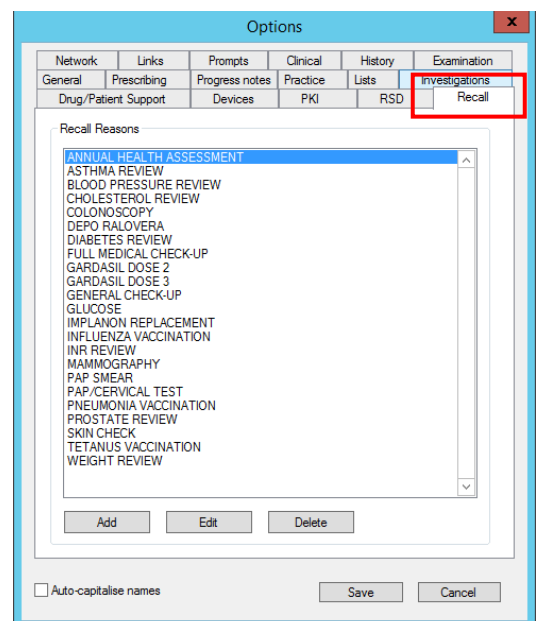 Options
x
Network Links Prompts Clinical History Examination
General Prescribing Progress notes Practice Lists Investigations
Drug/Patient Support Devices PKI RSD Recall
Recall Reasons
ANNUAL HEALTH ASSESSMENT
ASTHMA REVIEW
BLOOD PRESSURE REVIEW
CHOLESTEROL REVIEW
COLONOSCOPY
DEPO RALOVERA
DIABETES REVIEW
FULL MEDICAL CHECK-UP
GARDASIL DOSE 2
GARDASIL DOSE 3
GENERAL CHECK-UP
GLUCOSE
IMPLANON REPLACEMENT
INFLUENZA VACCINATION
INR REVIEW
MAMMOGRAPHY
PAP SMEAR
PAP/CERVICAL TEST
PNEUMONIA VACCINATION
PROSTATE REVIEW
SKIN CHECK
TETANUS VACCINATION
WEIGHT REVIEW
Add Edit Delete
Auto-capitalise names Save Cancel